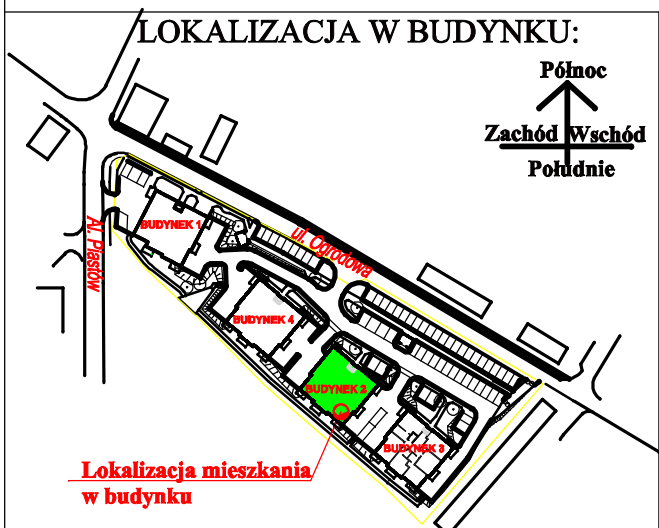 LOKALIZACJA W BUDYNKU:
Północ
Zachód Wschód
Południe
BUDYNEK 1
Al. Piastów
ul. Ogrodowa
BUDYNEK 4
BUDYNEK 2
BUDYNEK 3
Lokalizacja mieszkania
w budynku